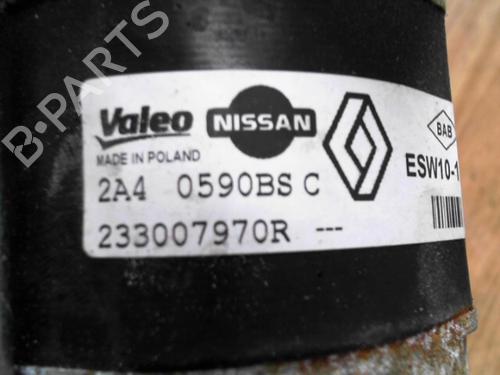 B-PARTS
Valeo NISSAN
BAB
MADE IN POLAND
ESW10-1
2A4 0590BS C
233007970R ---